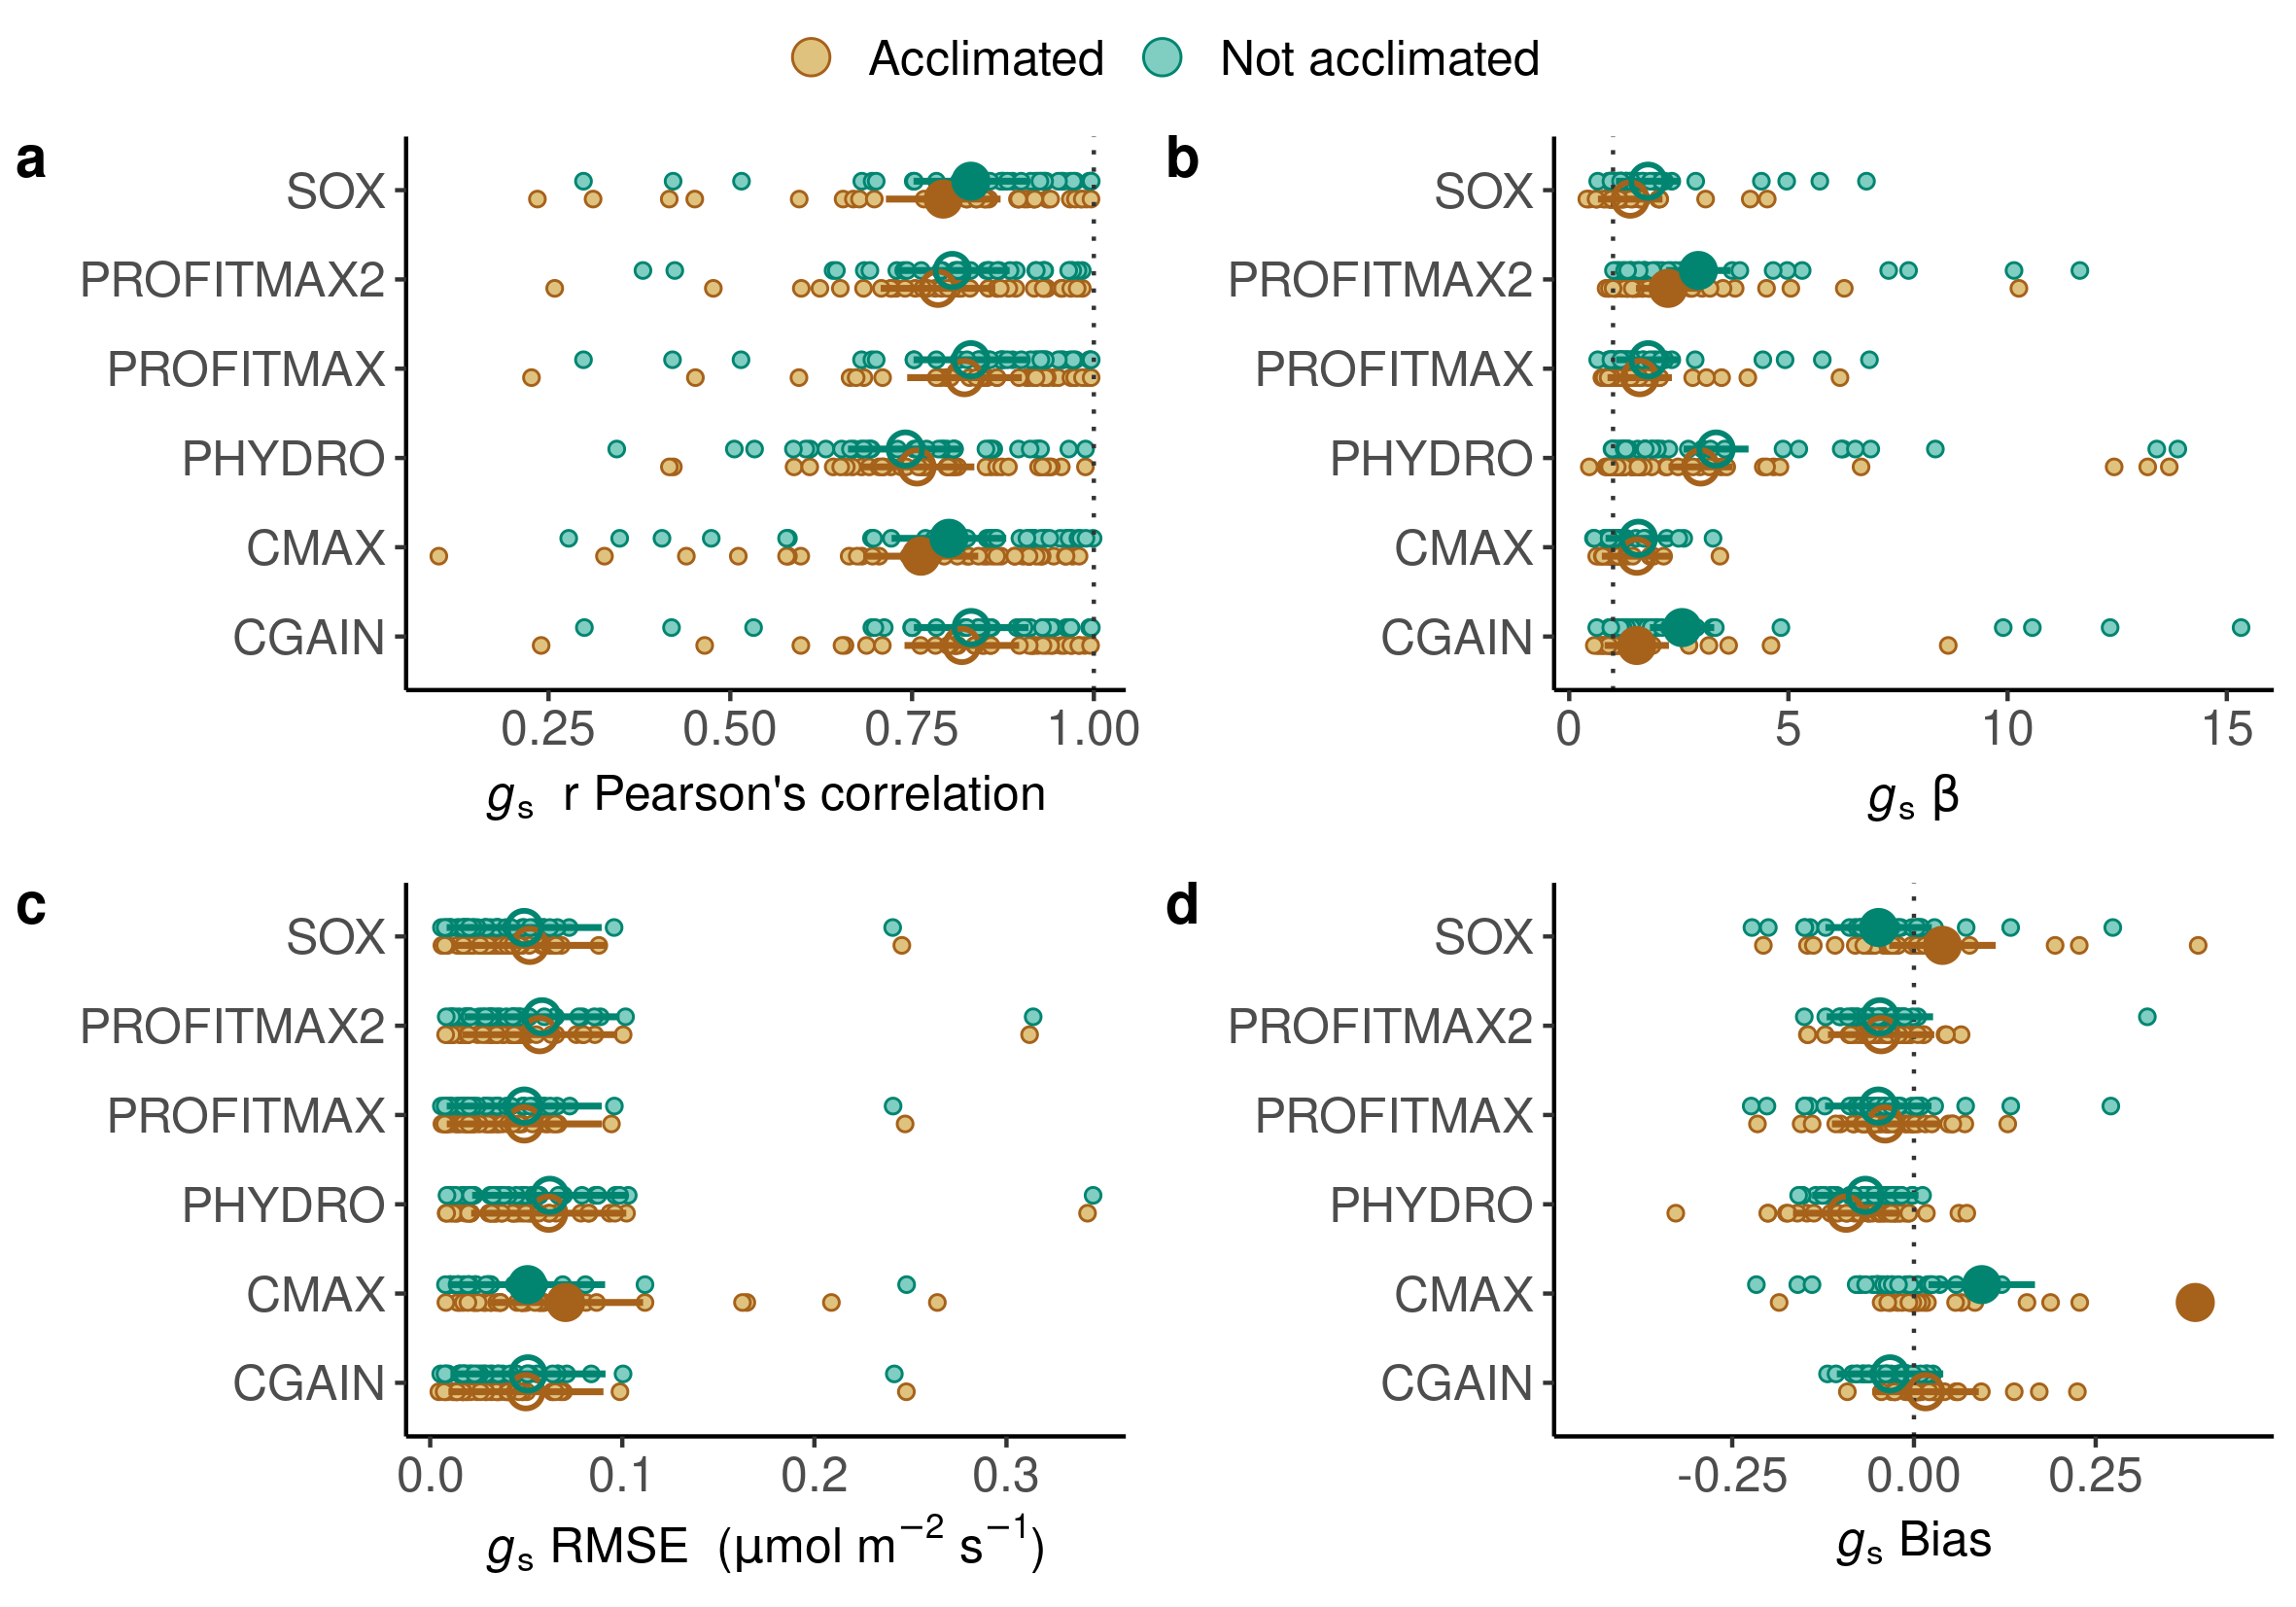 Acclimated Not acclimated
a
SOX
PROFITMAX2
PROFITMAX
PHYDRO
CMAX
CGAIN
0.25 0.50 0.75 1.00
gs r Pearson's correlation
b
SOX
PROFITMAX2
PROFITMAX
PHYDRO
CMAX
CGAIN
0 5 10 15
gs β
c
SOX
PROFITMAX2
PROFITMAX
PHYDRO
CMAX
CGAIN
0.0 0.1 0.2 0.3
gs RMSE (μmol m−2 s−1)
d
SOX
PROFITMAX2
PROFITMAX
PHYDRO
CMAX
CGAIN
-0.25 0.00 0.25
gs Bias